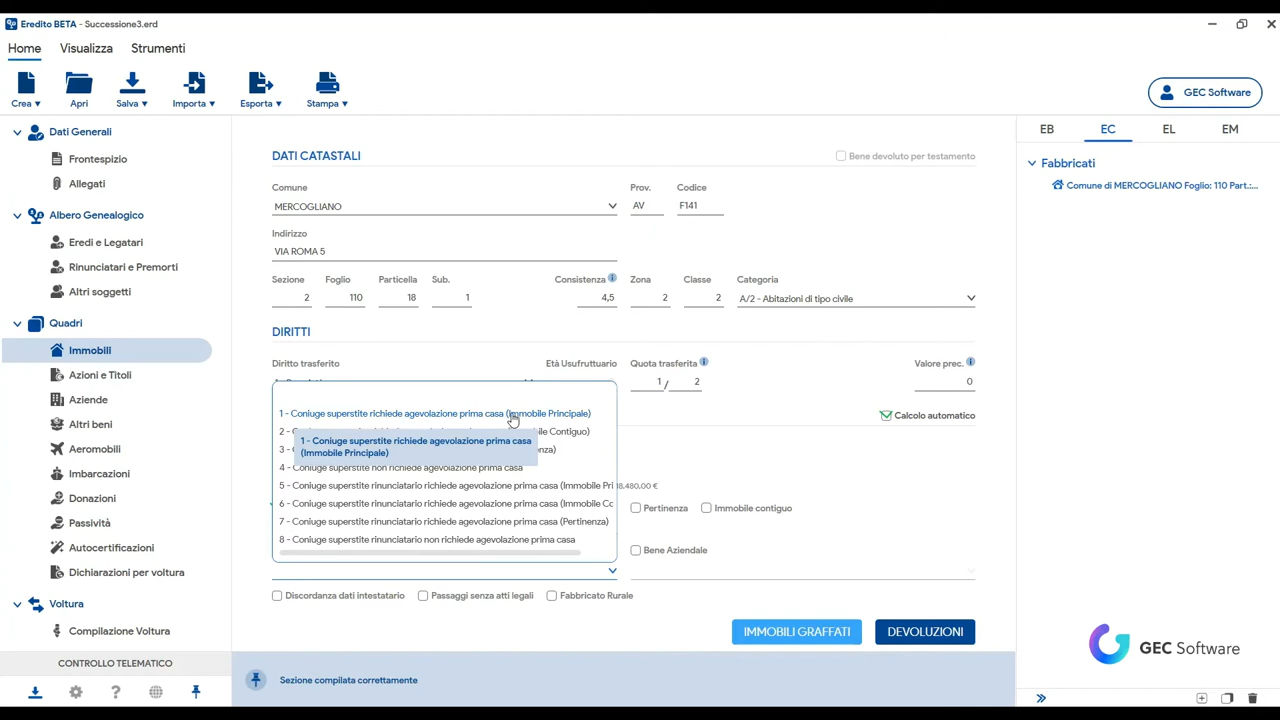 Eredito BETA - Successione3.erd
Home Visualizza Strumenti
Crea Apri Salva Importa Esporta Stampa
GEC Software
Dati Generali
Frontespizio
Allegati
Albero Genealogico
Eredi e Legatari
Rinunciatari e Premorti
Altri soggetti
Quadri
Immobili
Azioni e Titoli
Aziende
Altri beni
Aeromobili
Imbarcazioni
Donazioni
Passività
Autocertificazioni
Dichiarazioni per voltura
Voltura
Compilazione Voltura
CONTROLLO TELEMATICO
DATI CATASTALI
Bene devoluto per testamento
Comune Prov. Codice
MERCOGLIANO AV F141
Indirizzo
VIA ROMA 5
Sezione Foglio Particella Sub. Consistenza Zona Classe Categoria
2 110 18 1 4,5 2 2 A/2 - Abitazioni di tipo civile
DIRITTI
Diritto trasferito Età Usufruttuario Quota trasferita Valore prec.
1 / 2 0
Calcolo automatico
1 - Coniuge superstite richiede agevolazione prima casa (Immobile Principale)
2 - bile Contiguo)
1 - Coniuge superstite richiede agevolazione prima casa
(Immobile Principale)
3 - nza)
4 - Coniuge superstite non richiede agevolazione prima casa
5 - Coniuge superstite rinunciatario richiede agevolazione prima casa (Immobile Pri
18.480,00 €
6 - Coniuge superstite rinunciatario richiede agevolazione prima casa (Immobile Co
7 - Coniuge superstite rinunciatario richiede agevolazione prima casa (Pertinenza)
8 - Coniuge superstite rinunciatario non richiede agevolazione prima casa
Pertinenza Immobile contiguo
Bene Aziendale
Discordanza dati intestatario Passaggi senza atti legali Fabbricato Rurale
IMMOBILI GRAFFATI DEVOLUZIONI
Sezione compilata correttamente
EB EC EL EM
Fabbricati
Comune di MERCOGLIANO Foglio: 110 Part.:...
GEC Software